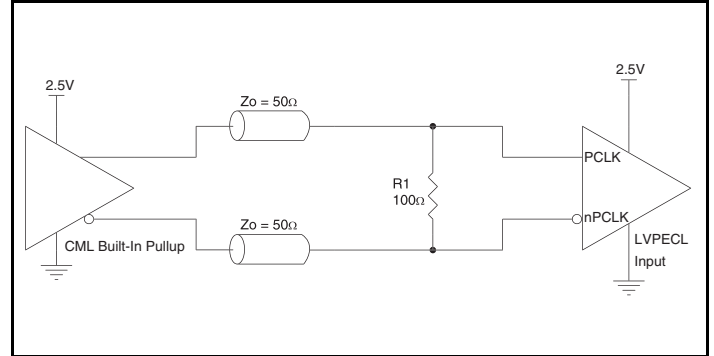 2.5V
2.5V
Zo = 50Ω
PCLK
R1
100Ω
nPCLK
Zo = 50Ω
CML Built-In Pullup
LVPECL
Input